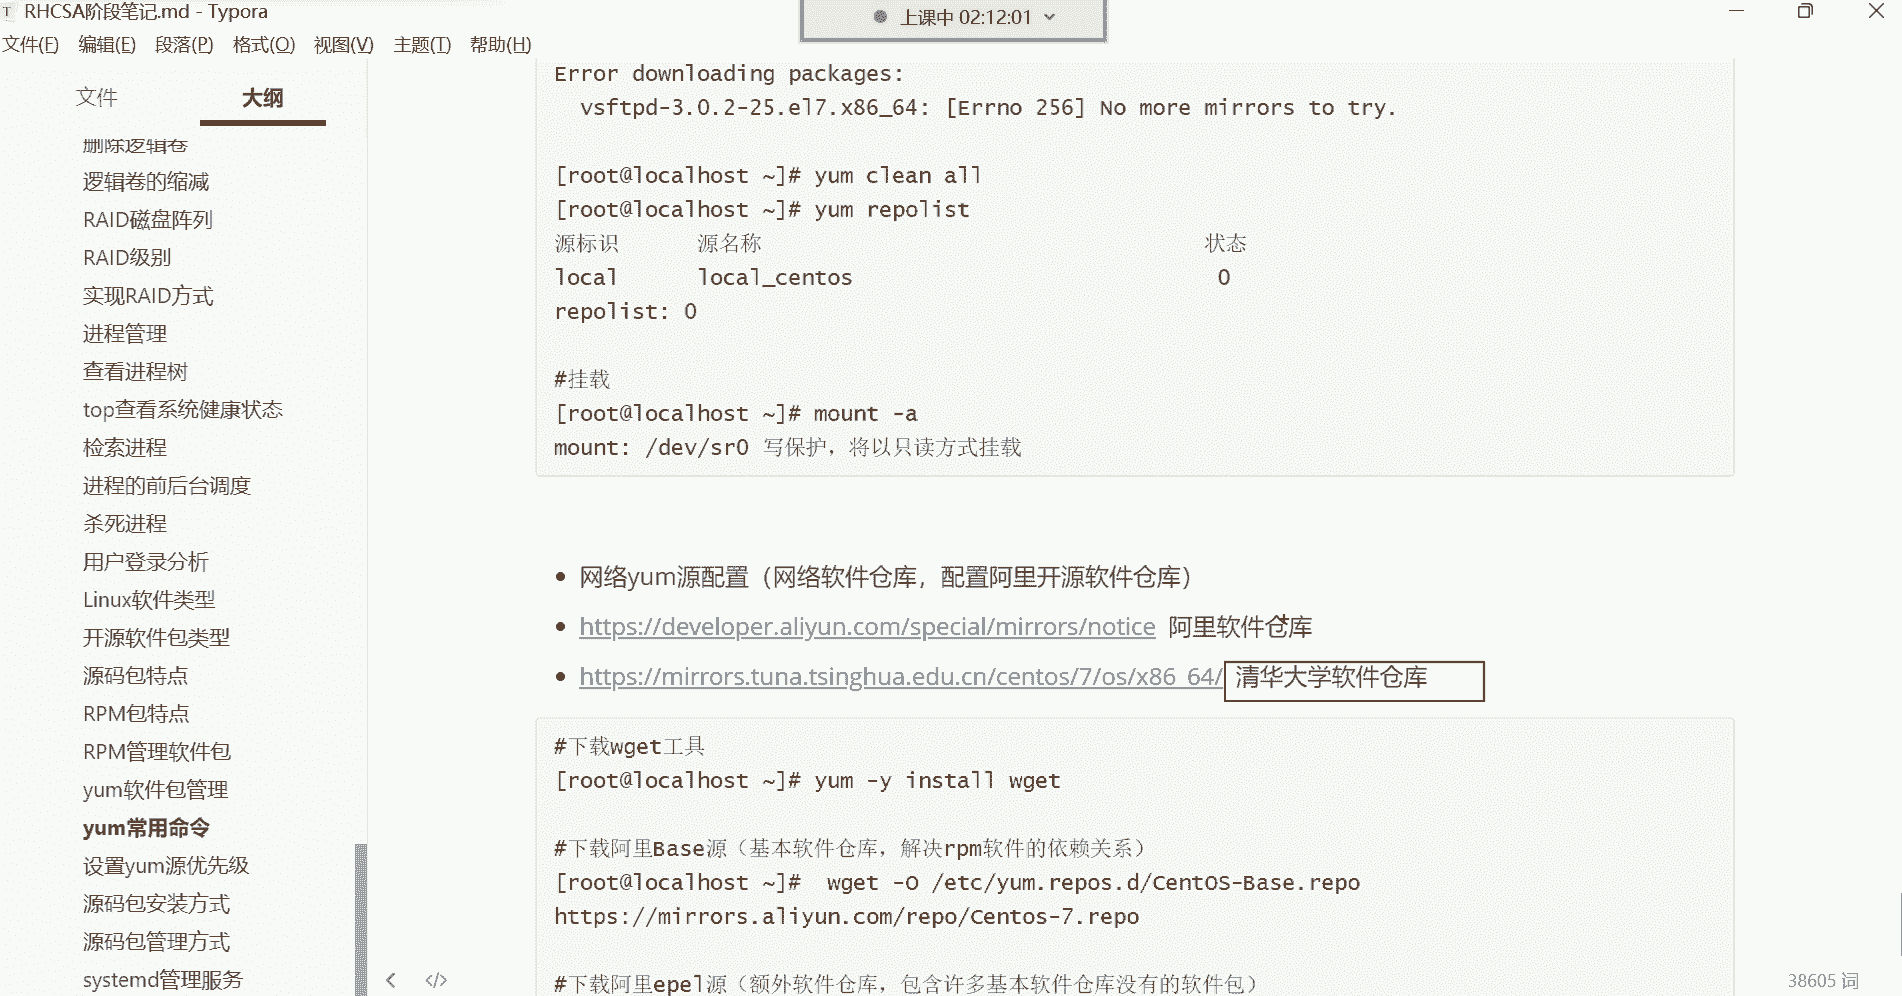 RHCSA阶段笔记.md - Typora
上课中 02:12:01
文件(F) 编辑(E) 段落(P) 格式(O) 视图(V) 主题(T) 帮助(H)
文件 大纲
删除逻辑卷
逻辑卷的缩减
RAID磁盘阵列
RAID级别
实现RAID方式
进程管理
查看进程树
top查看系统健康状态
检索进程
进程的前后台调度
杀死进程
用户登录分析
Linux软件类型
开源软件包类型
源码包特点
RPM包特点
RPM管理软件包
yum软件包管理
yum常用命令
设置yum源优先级
源码包安装方式
源码包管理方式
systemd管理服务
Error downloading packages:
vsftpd-3.0.2-25.el7.x86_64: [Errno 256] No more mirrors to try.
[root@localhost ~]# yum clean all
[root@localhost ~]# yum repolist
源标识 源名称 状态
local local_centos 0
repolist: 0
#挂载
[root@localhost ~]# mount -a
mount: /dev/sr0 写保护，将以只读方式挂载
网络yum源配置（网络软件仓库，配置阿里开源软件仓库）
https://developer.aliyun.com/special/mirrors/notice 阿里软件仓库
https://mirrors.tuna.tsinghua.edu.cn/centos/7/os/x86_64/ 清华大学软件仓库
#下载wget工具
[root@localhost ~]# yum -y install wget
#下载阿里Base源（基本软件仓库，解决rpm软件的依赖关系）
[root@localhost ~]# wget -O /etc/yum.repos.d/CentOS-Base.repo
https://mirrors.aliyun.com/repo/Centos-7.repo
#下载阿里epel源（额外软件仓库，包含许多基本软件仓库没有的软件包）
38605 词